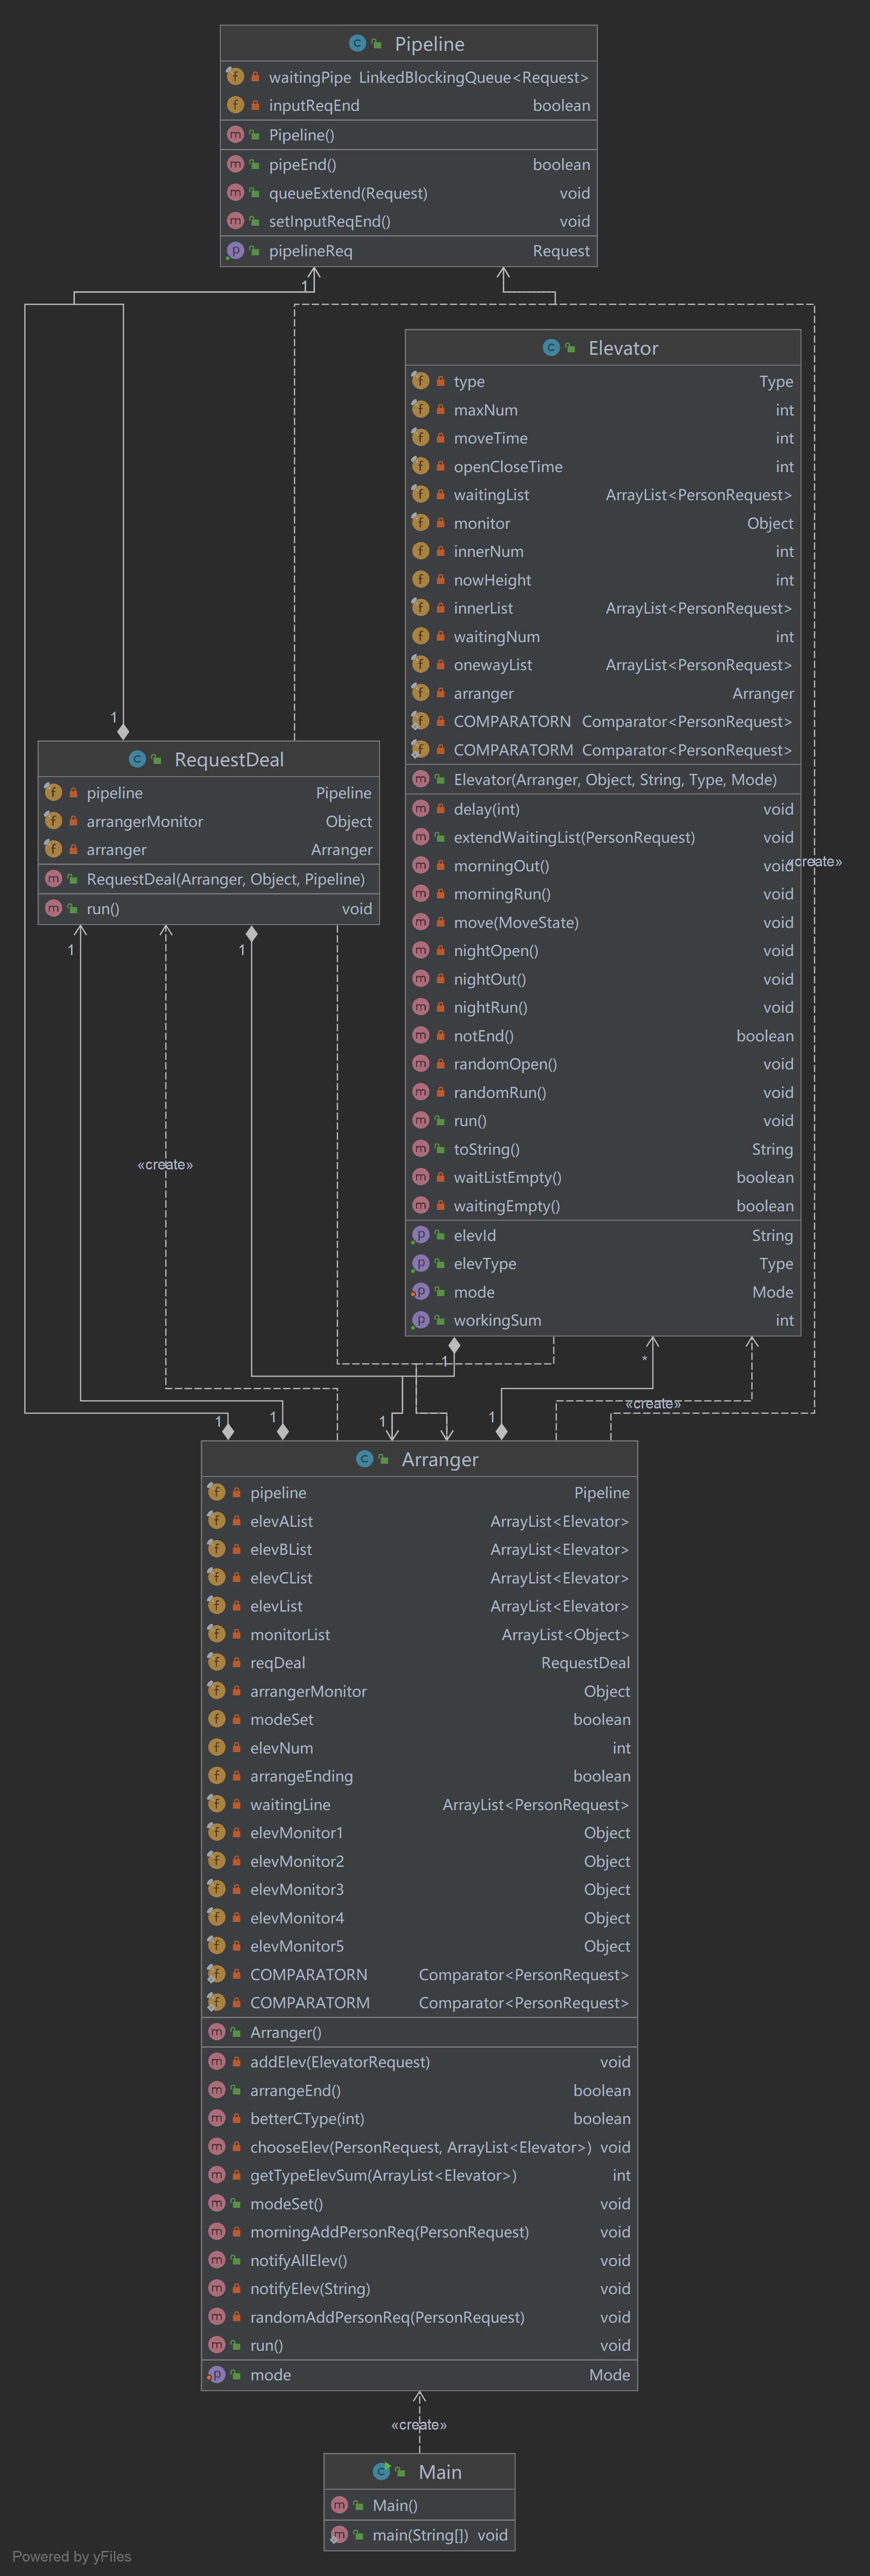 Pipeline
waitingPipe LinkedBlockingQueue<Request>
inputReqEnd boolean
Pipeline()
pipeEnd() boolean
queueExtend(Request) void
setInputReqEnd() void
pipelineReq Request
1
Elevator
type Type
maxNum int
moveTime int
openCloseTime int
waitingList ArrayList<PersonRequest>
monitor Object
innerNum int
nowHeight int
innerList ArrayList<PersonRequest>
waitingNum int
onewayList ArrayList<PersonRequest>
arranger Arranger
COMPARATORN Comparator<PersonRequest>
COMPARATORM Comparator<PersonRequest>
Elevator(Arranger, Object, String, Type, Mode)
delay(int) void
extendWaitingList(PersonRequest) void
morningOut() void
«create»
morningRun() void
move(MoveState) void
nightOpen() void
nightOut() void
nightRun() void
notEnd() boolean
randomOpen() void
randomRun() void
run() void
toString() String
waitListEmpty() boolean
waitingEmpty() boolean
elevId String
elevType Type
mode Mode
workingSum int
1
RequestDeal
pipeline Pipeline
arrangerMonitor Object
arranger Arranger
RequestDeal(Arranger, Object, Pipeline)
run() void
1
1
«create»
1
*
«create»
1
1
1
1
Arranger
pipeline Pipeline
elevAList ArrayList<Elevator>
elevBList ArrayList<Elevator>
elevCList ArrayList<Elevator>
elevList ArrayList<Elevator>
monitorList ArrayList<Object>
reqDeal RequestDeal
arrangerMonitor Object
modeSet boolean
elevNum int
arrangeEnding boolean
waitingLine ArrayList<PersonRequest>
elevMonitor1 Object
elevMonitor2 Object
elevMonitor3 Object
elevMonitor4 Object
elevMonitor5 Object
COMPARATORN Comparator<PersonRequest>
COMPARATORM Comparator<PersonRequest>
Arranger()
addElev(ElevatorRequest) void
arrangeEnd() boolean
betterCType(int) boolean
chooseElev(PersonRequest, ArrayList<Elevator>) void
getTypeElevSum(ArrayList<Elevator>) int
modeSet() void
morningAddPersonReq(PersonRequest) void
notifyAllElev() void
notifyElev(String) void
randomAddPersonReq(PersonRequest) void
run() void
mode Mode
«create»
Main
Main()
main(String[]) void
Powered by yFiles